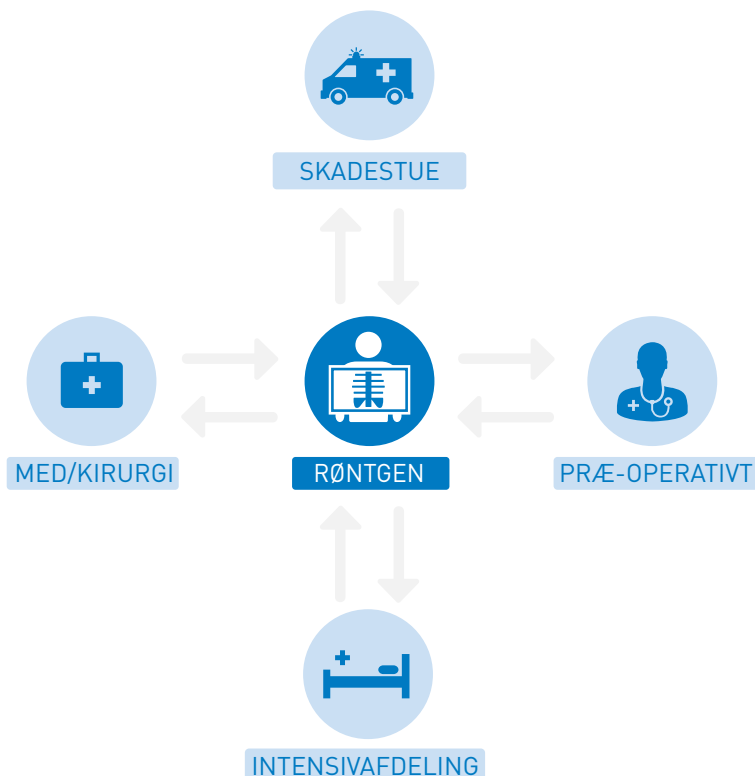 SKADESTUE
MED/KIRURGI
RØNTGEN
PRÆ-OPERATIVT
INTENSIVAFDELING